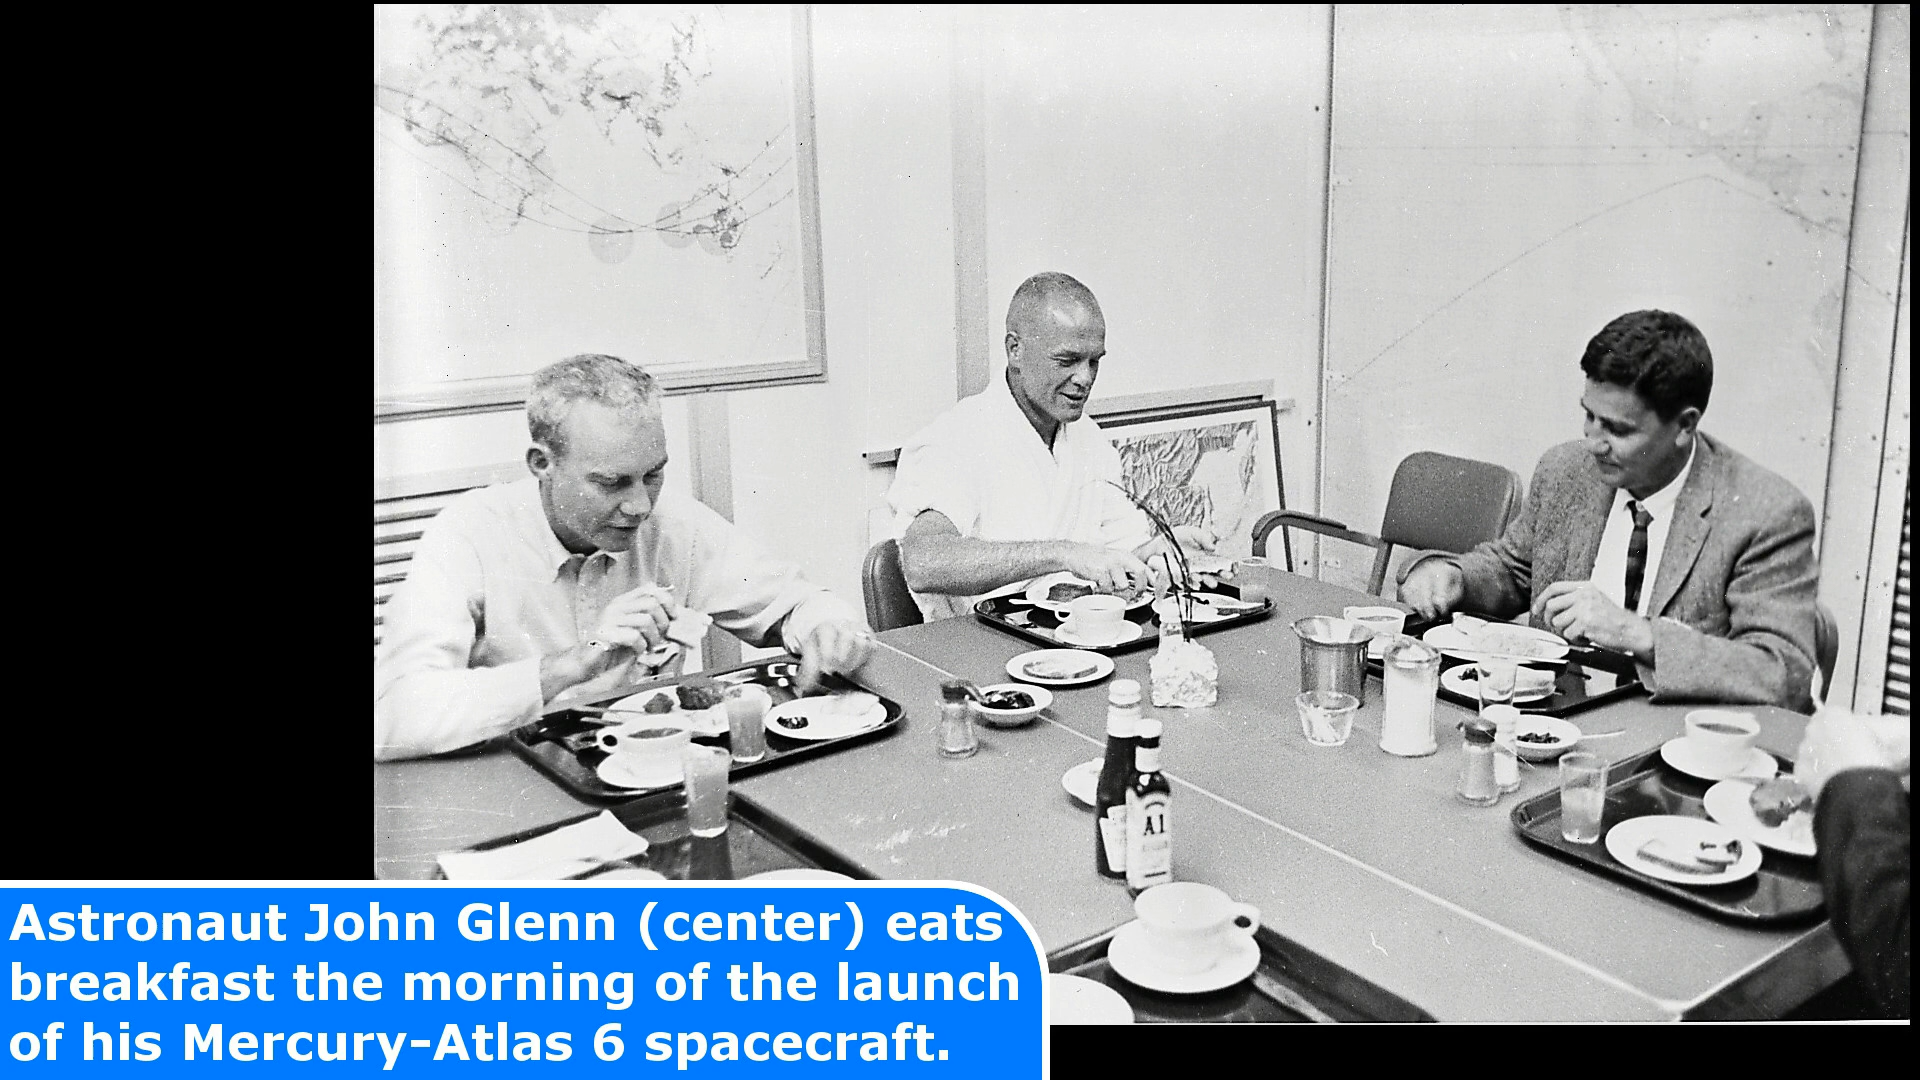 A1
Astronaut John Glenn (center) eats
breakfast the morning of the launch
of his Mercury-Atlas 6 spacecraft.